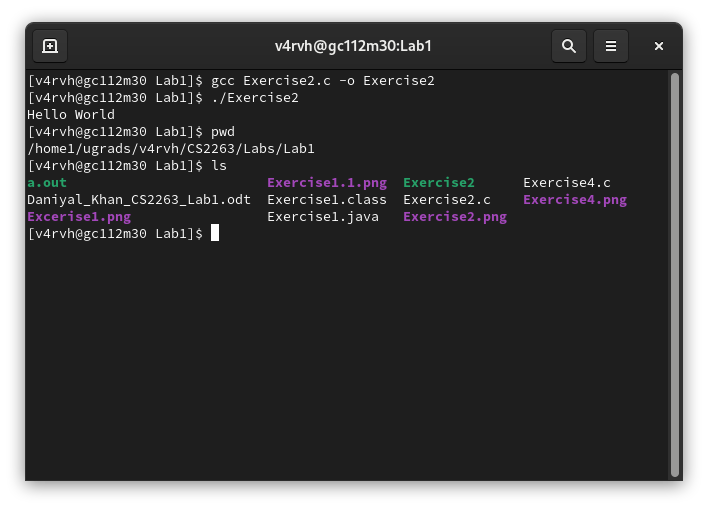 v4rvh@gc112m30:Lab1
[v4rvh@gc112m30 Lab1]$ gcc Exercise2.c -o Exercise2
[v4rvh@gc112m30 Lab1]$ ./Exercise2
Hello World
[v4rvh@gc112m30 Lab1]$ pwd
/home1/ugrads/v4rvh/CS2263/Labs/Lab1
[v4rvh@gc112m30 Lab1]$ ls
a.out                         Exercise1.1.png  Exercise2      Exercise4.c
Daniyal_Khan_CS2263_Lab1.odt  Exercise1.class  Exercise2.c    Exercise4.png
Excerise1.png                 Exercise1.java   Exercise2.png
[v4rvh@gc112m30 Lab1]$